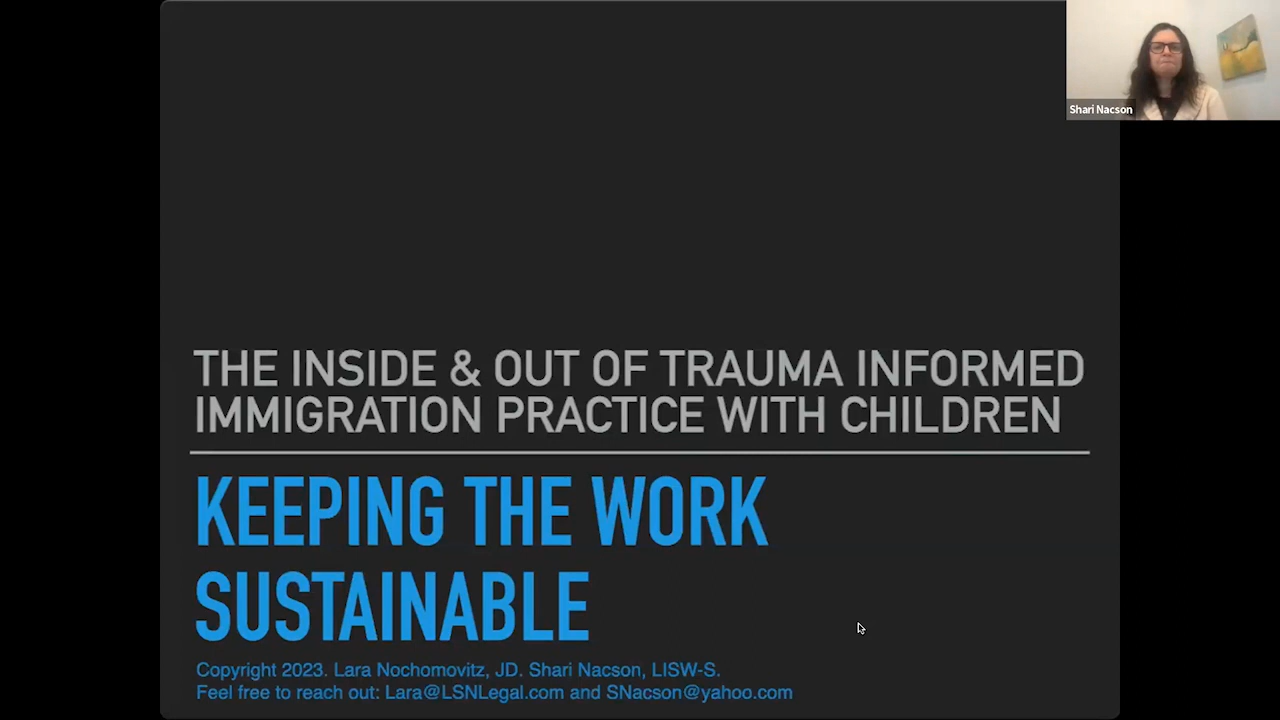 Shari Nacson
THE INSIDE & OUT OF TRAUMA INFORMED
IMMIGRATION PRACTICE WITH CHILDREN
KEEPING THE WORK
SUSTAINABLE
Copyright 2023. Lara Nochomovitz, JD. Shari Nacson, LISW-S.
Feel free to reach out: Lara@LSNLegal.com and SNacson@yahoo.com